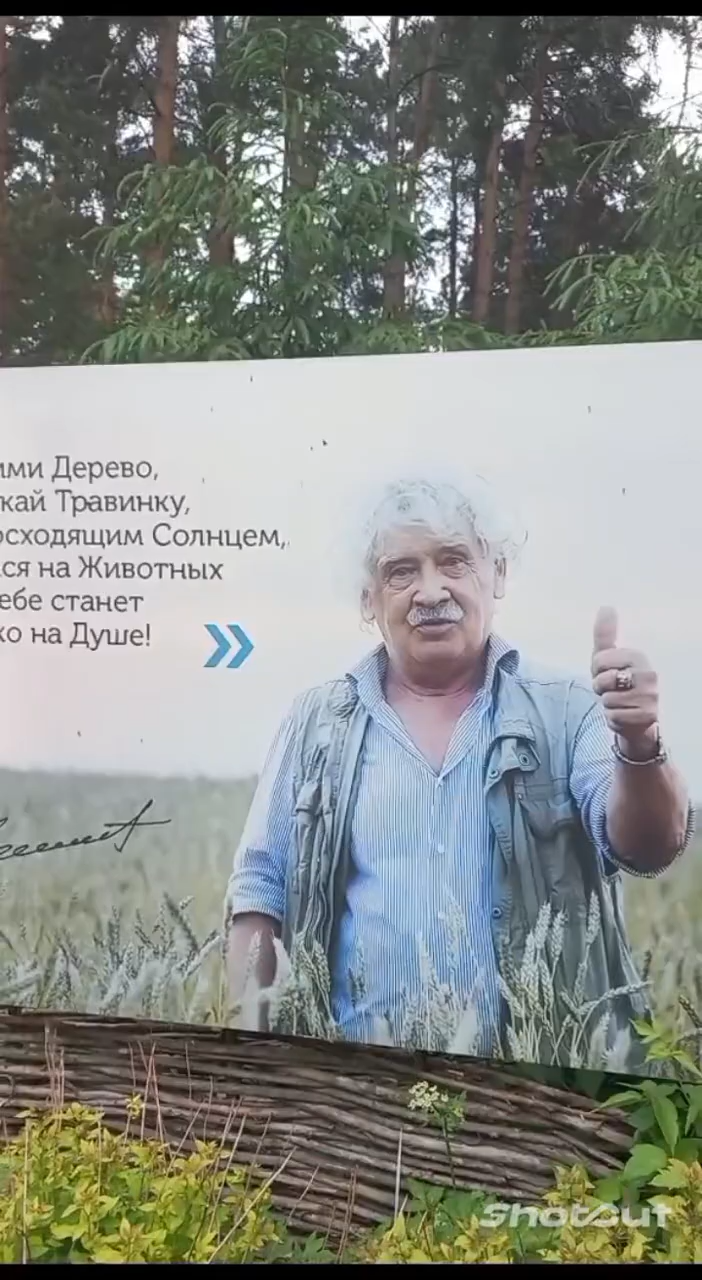 ими Дерево,
кай Травинку,
осходящим Солнцем,
ся на Животных
ебе станет
ко на Душе!
ShotCut